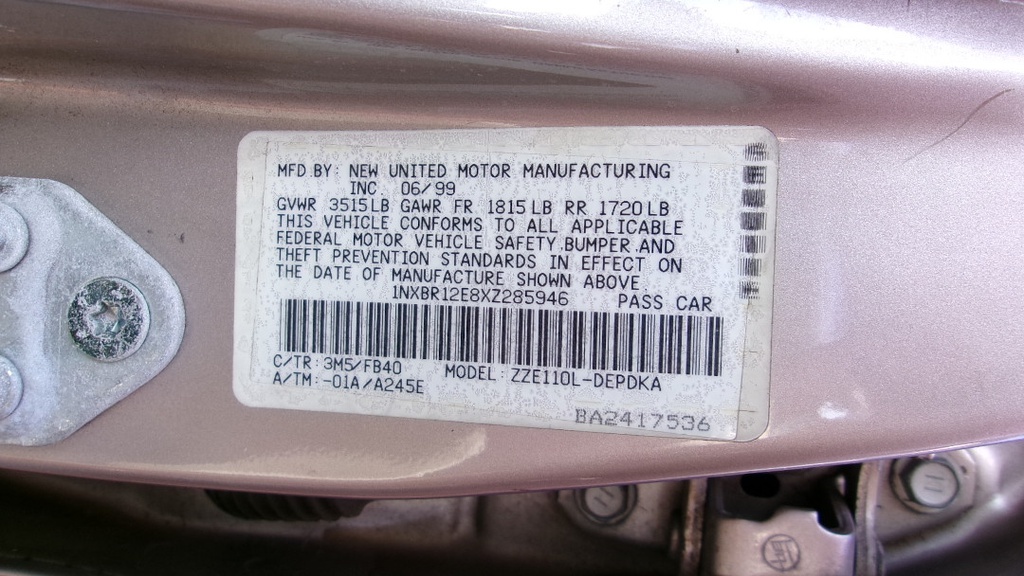 MFD BY: NEW UNITED MOTOR MANUFACTURING
INC. 06/99
GVWR 3515LB GAWR FR 1815LB RR 1720LB
THIS VEHICLE CONFORMS TO ALL APPLICABLE
FEDERAL MOTOR VEHICLE SAFETY,BUMPER,AND
THEFT PREVENTION STANDARDS IN EFFECT ON
THE DATE OF MANUFACTURE SHOWN ABOVE.
1NXBR12E8XZ285946 PASS CAR
C/TR: 3M5/FB40 MODEL: ZZE110L-DEPDKA
A/TM:-01A/A245E
BA2417536